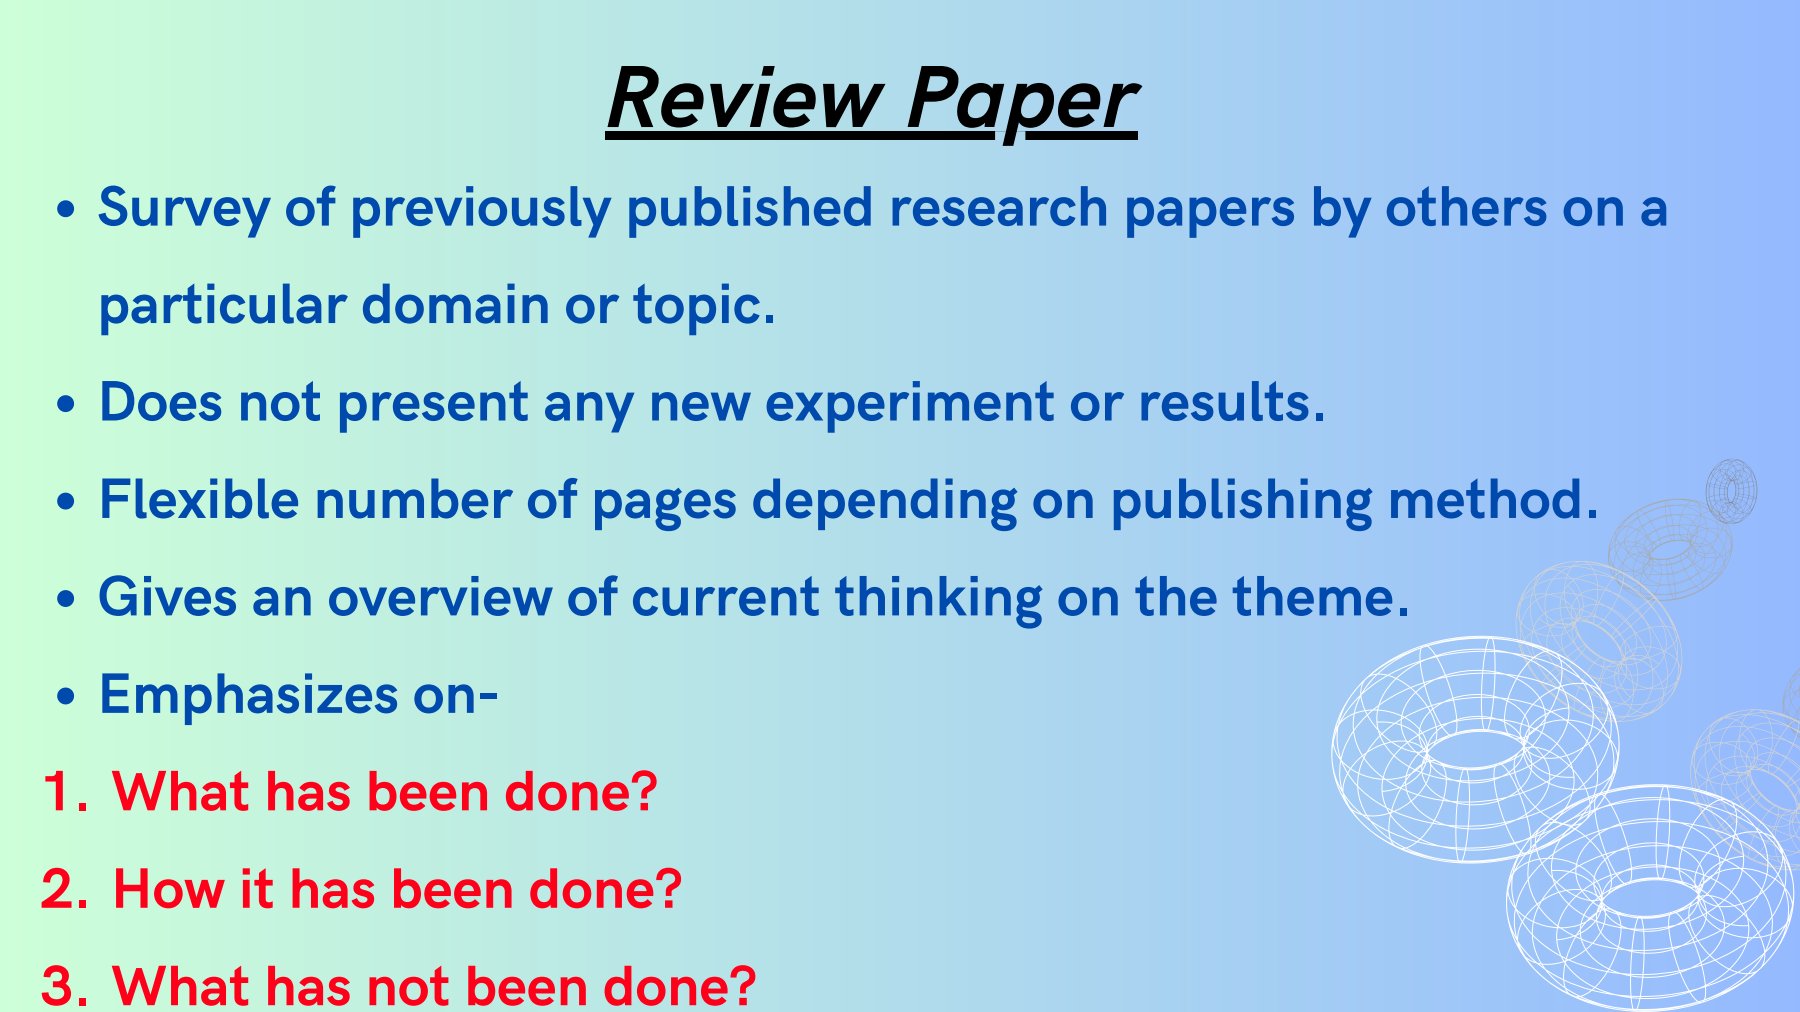 Review Paper
• Survey of previously published research papers by others on a
particular domain or topic.
• Does not present any new experiment or results.
• Flexible number of pages depending on publishing method.
• Gives an overview of current thinking on the theme.
• Emphasizes on-
1. What has been done?
2. How it has been done?
3. What has not been done?